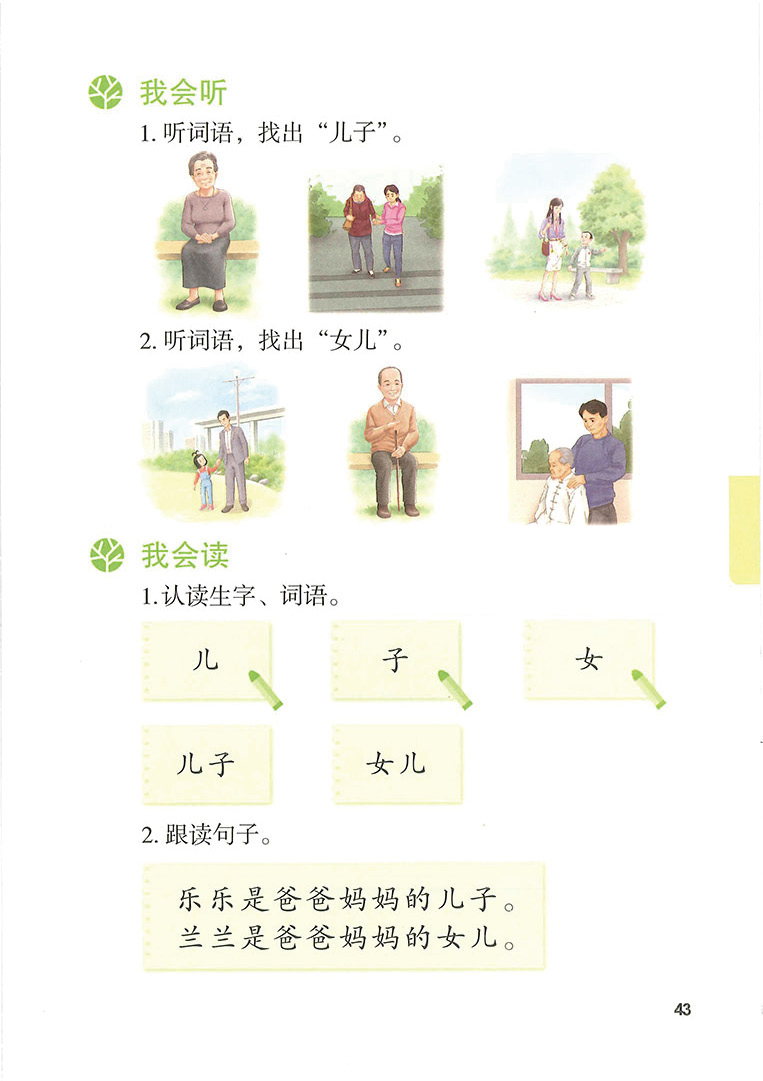 我会听
1. 听词语，找出“儿子”。
2. 听词语，找出“女儿”。
我会读
1. 认读生字、词语。
儿 子 女
儿子 女儿
2. 跟读句子。
乐乐是爸爸妈妈的儿子。
兰兰是爸爸妈妈的女儿。
43